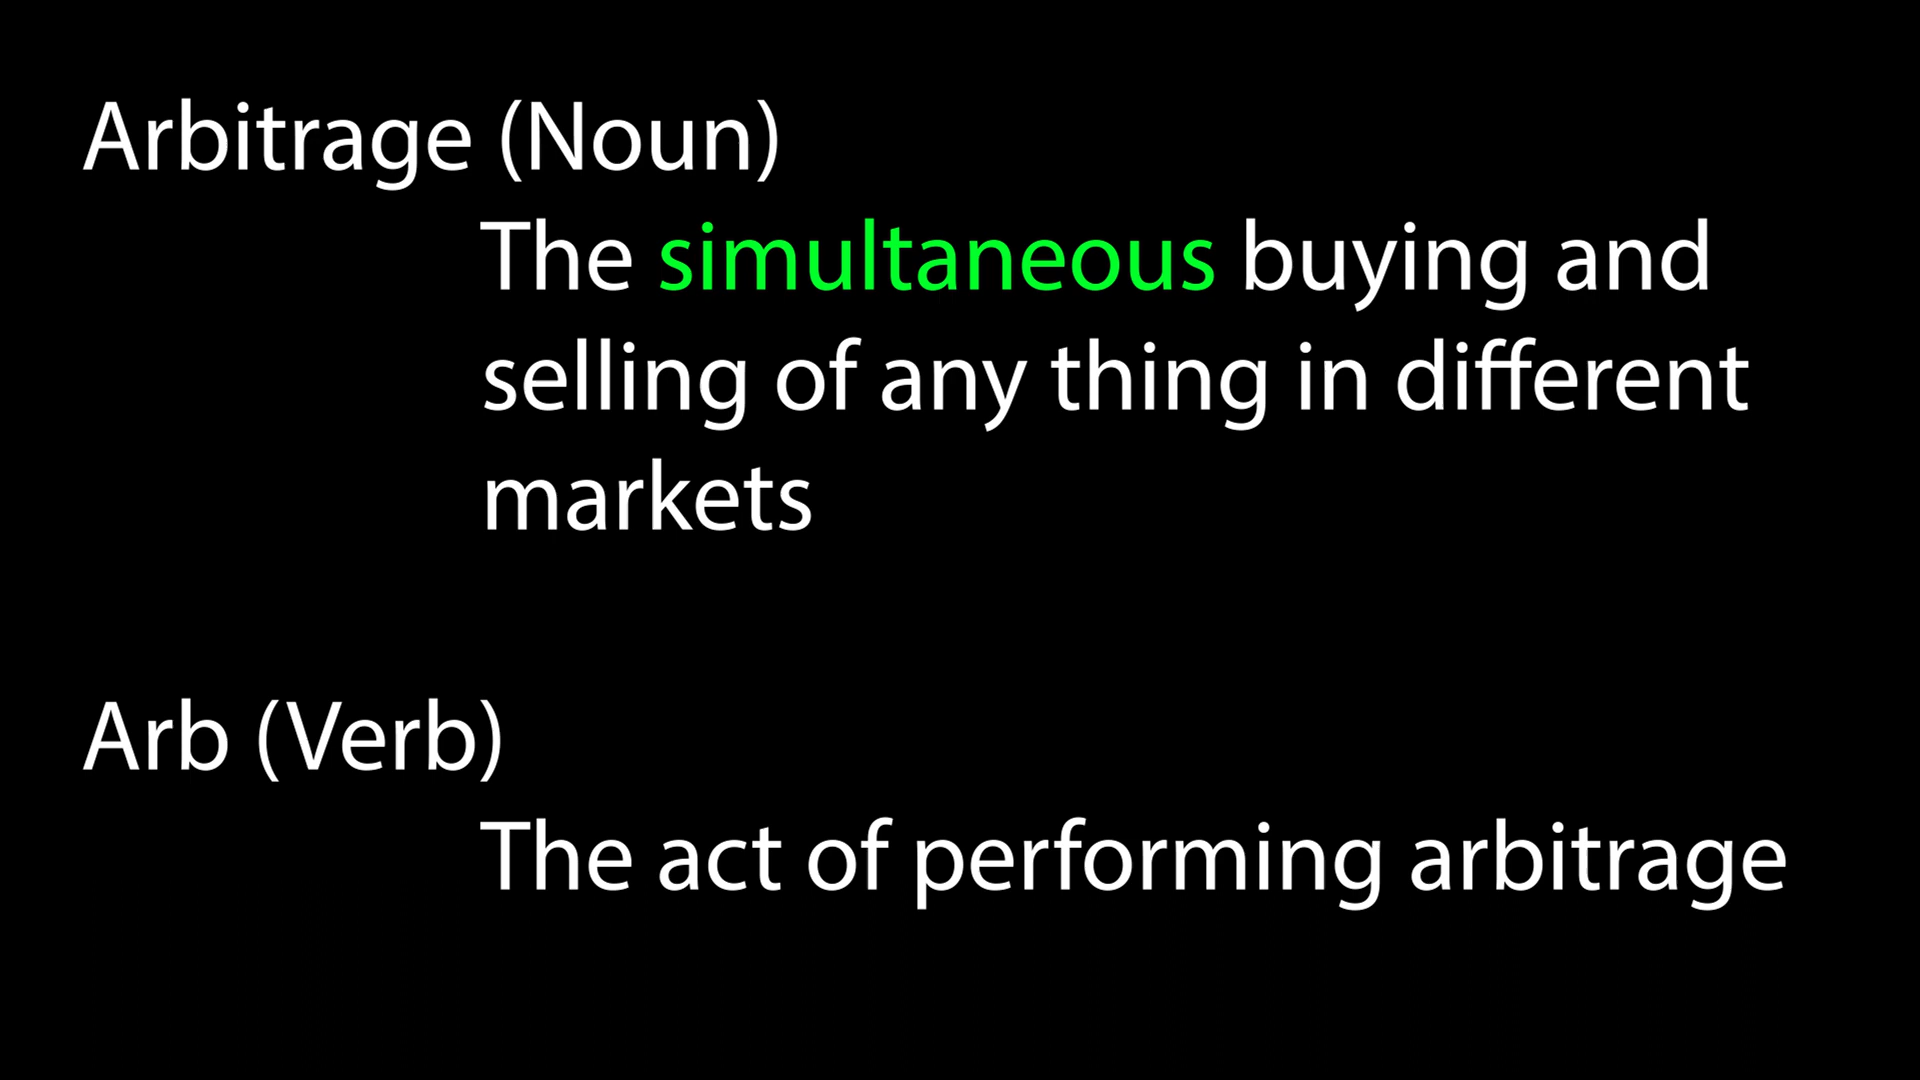 Arbitrage (Noun)
The simultaneous buying and
selling of any thing in different
markets
Arb (Verb)
The act of performing arbitrage